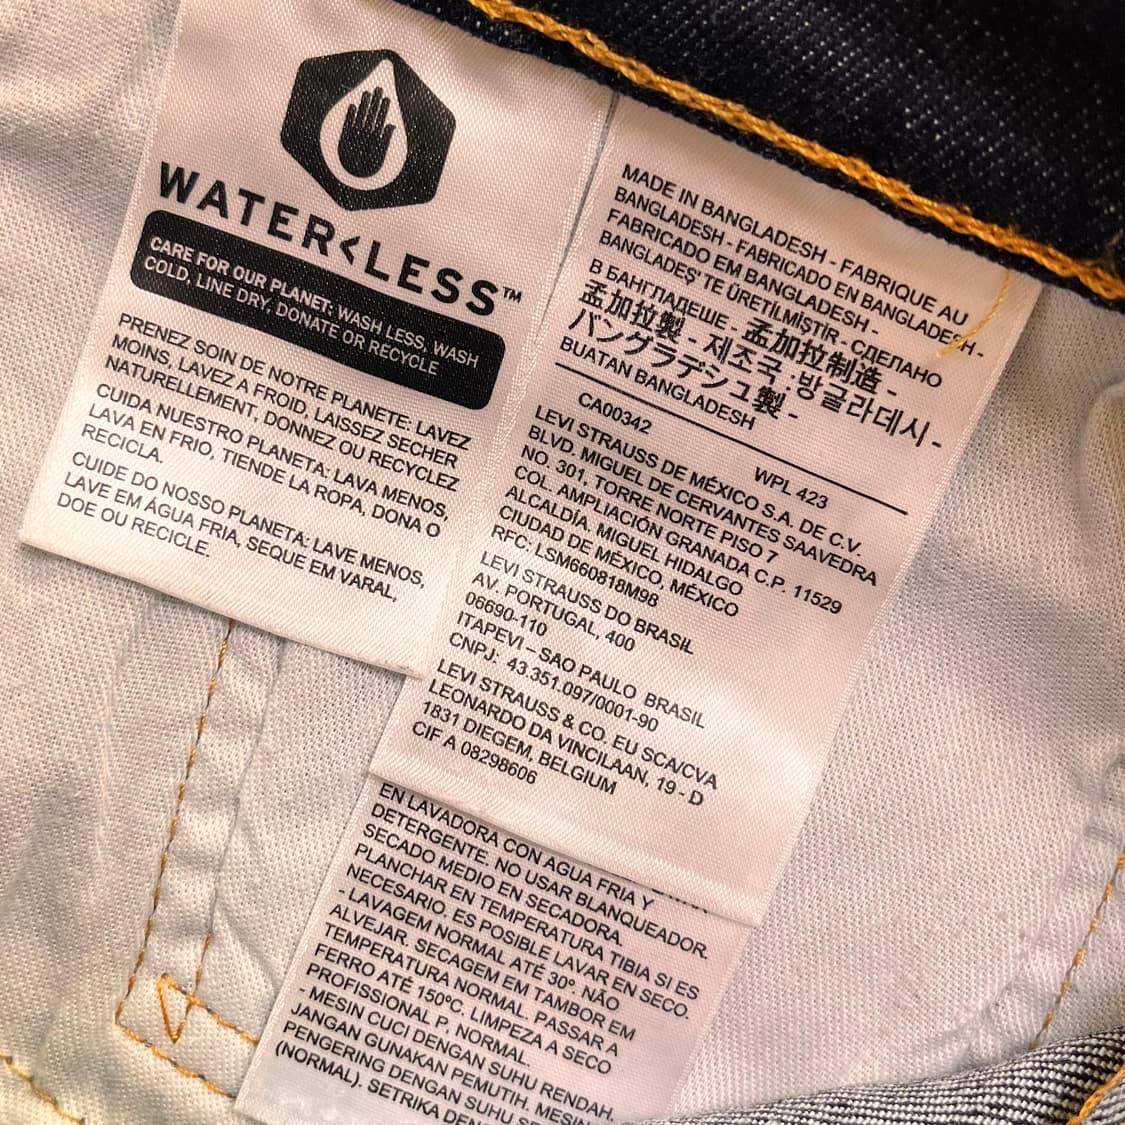 WATER<LESS™
CARE FOR OUR PLANET: WASH LESS, WASH
COLD, LINE DRY, DONATE OR RECYCLE
PRENEZ SOIN DE NOTRE PLANETE: LAVEZ
MOINS, LAVEZ A FROID, LAISSEZ SECHER
NATURELLEMENT, DONNEZ OU RECYCLEZ
CUIDA NUESTRO PLANETA: LAVA MENOS,
LAVA EN FRIO, TIENDE LA ROPA, DONA O
RECICLA.
CUIDE DO NOSSO PLANETA: LAVE MENOS,
LAVE EM ÁGUA FRIA, SEQUE EM VARAL,
DOE OU RECICLE.
MADE IN BANGLADESH - FABRIQUE AU
BANGLADESH - FABRICADO EN BANGLADESH -
FABRICADO EM BANGLADESH -
BANGLADEŞ' TE ÜRETİLMİŞTİR - СДЕЛАНО
В БАНГЛАДЕШЕ - 孟加拉制造 -
孟加拉製 - 제조국 :방글라데시 -
バングラデシュ製 -
BUATAN BANGLADESH
CA00342 WPL 423
LEVI STRAUSS DE MÉXICO S.A. DE C.V.
BLVD. MIGUEL DE CERVANTES SAAVEDRA
NO. 301, TORRE NORTE PISO 7
COL. AMPLIACIÓN GRANADA C.P. 11529
ALCALDÍA. MIGUEL HIDALGO
CIUDAD DE MÉXICO, MÉXICO
RFC: LSM660818M98
LEVI STRAUSS DO BRASIL
AV. PORTUGAL, 400
06690-110
ITAPEVI – SAO PAULO BRASIL
CNPJ: 43.351.097/0001-90
LEVI STRAUSS & CO. EU SCA/CVA
LEONARDO DA VINCILAAN, 19 - D
1831 DIEGEM, BELGIUM
CIF A 08298606
EN LAVADORA CON AGUA FRIA Y
DETERGENTE. NO USAR BLANQUEADOR.
SECADO MEDIO EN SECADORA.
PLANCHAR EN TEMPERATURA TIBIA SI ES
NECESARIO. ES POSIBLE LAVAR EN SECO.
- LAVAGEM NORMAL ATÉ 30º. NÃO
ALVEJAR. SECAGEM EM TAMBOR EM
TEMPERATURA NORMAL. PASSAR A
FERRO ATÉ 150ºC. LIMPEZA A SECO
PROFISSIONAL P, NORMAL.
- MESIN CUCI DENGAN SUHU RENDAH.
JANGAN GUNAKAN PEMUTIH. MESIN
PENGERING DENGAN SUHU
(NORMAL). SETRIKA